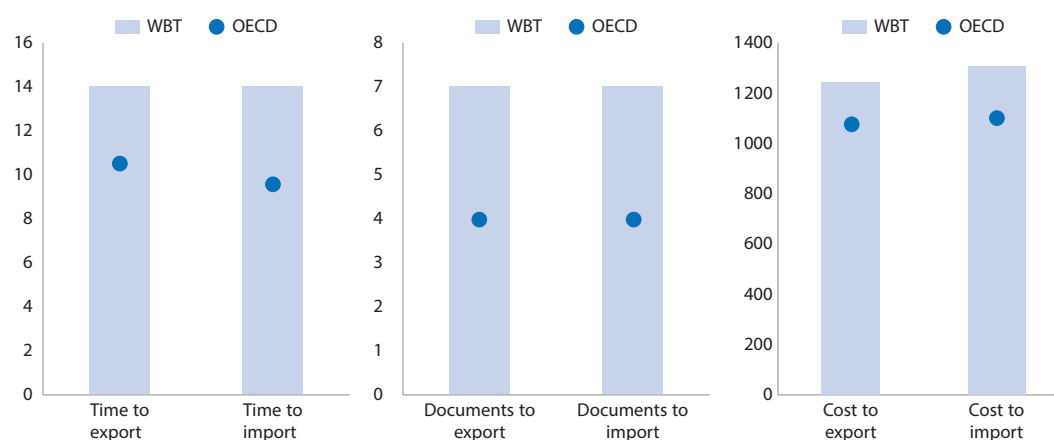 WBT OECD
16
14
12
10
8
6
4
2
0
Time to
export
Time to
import
WBT OECD
8
7
6
5
4
3
2
1
0
Documents to
export
Documents to
import
WBT OECD
1400
1200
1000
800
600
400
200
0
Cost to
export
Cost to
import